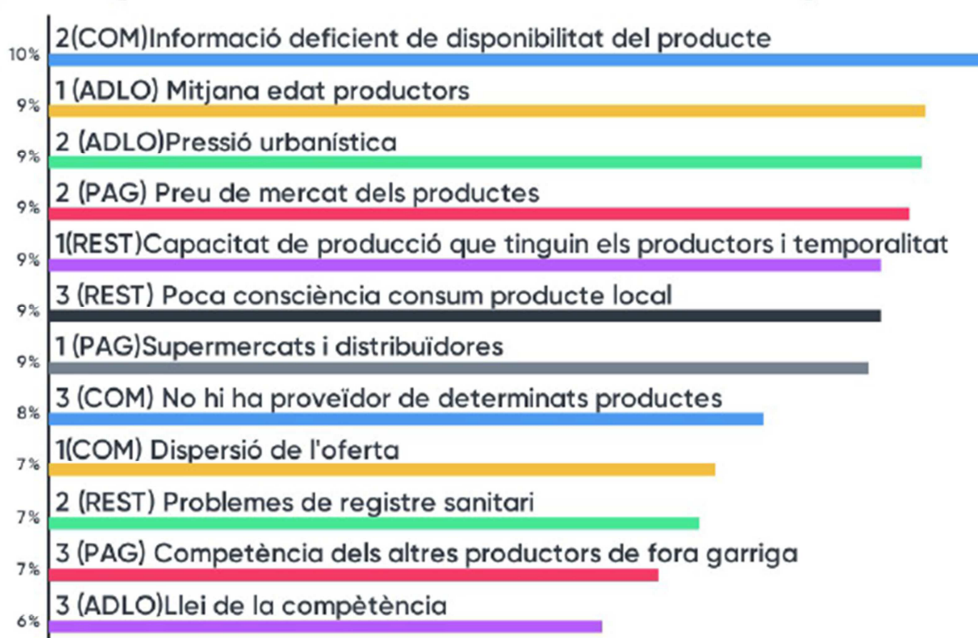 2(COM)Informació deficient de disponibilitat del producte
10%
1 (ADLO) Mitjana edat productors
9%
2 (ADLO)Pressió urbanística
9%
2 (PAG) Preu de mercat dels productes
9%
1(REST)Capacitat de producció que tinguin els productors i temporalitat
9%
3 (REST) Poca consciència consum producte local
9%
1 (PAG)Supermercats i distribuïdores
9%
3 (COM) No hi ha proveïdor de determinats productes
8%
1(COM) Dispersió de l'oferta
7%
2 (REST) Problemes de registre sanitari
7%
3 (PAG) Competència dels altres productors de fora garriga
7%
3 (ADLO)Llei de la compètència
6%